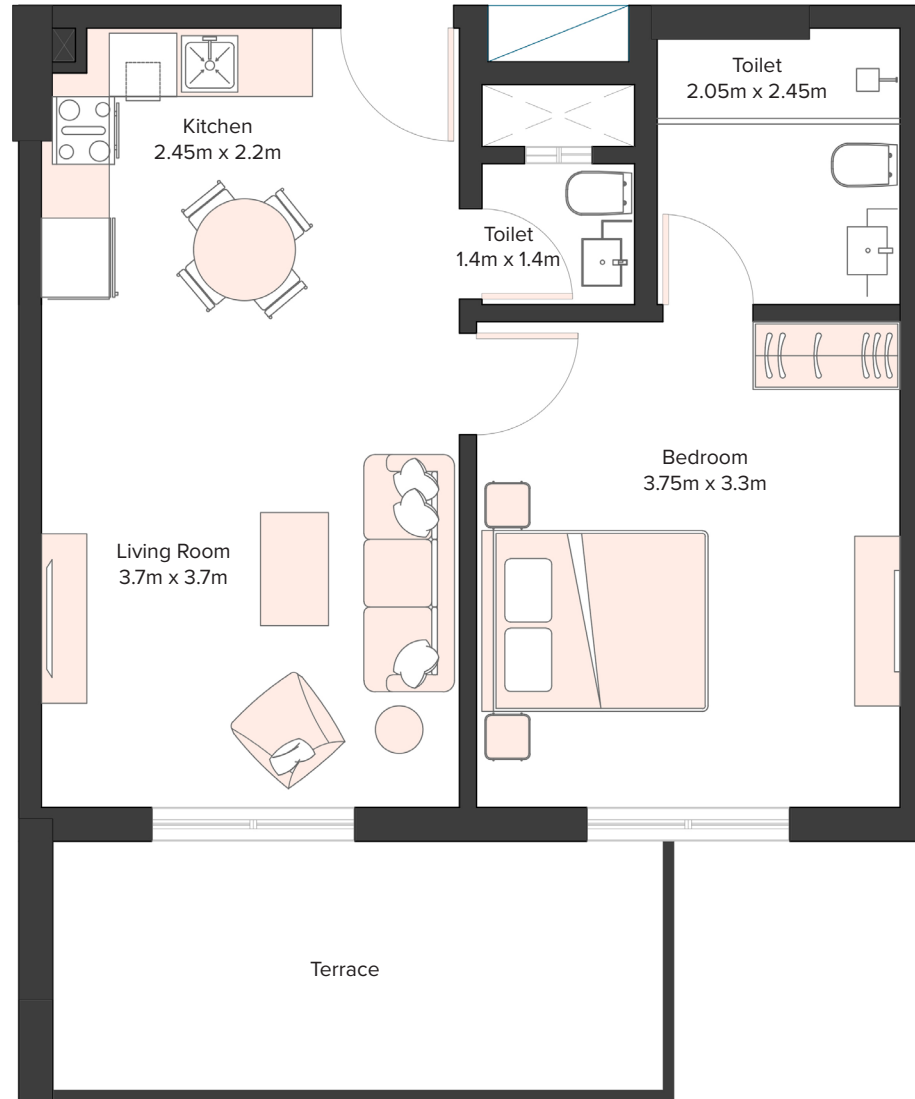 Toilet
2.05m x 2.45m
Kitchen
2.45m x 2.2m
Toilet
1.4m x 1.4m
Bedroom
3.75m x 3.3m
Living Room
3.7m x 3.7m
Terrace